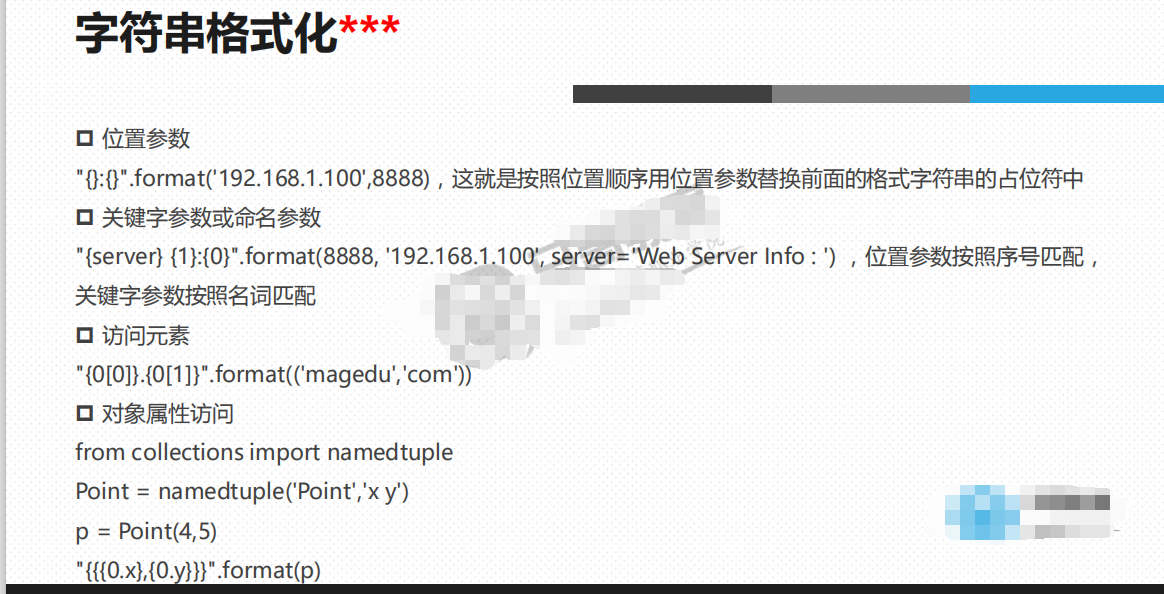 字符串格式化***
位置参数
"{}:{}".format('192.168.1.100',8888)，这就是按照位置顺序用位置参数替换前面的格式字符串的占位符中
关键字参数或命名参数
"{server} {1}:{0}".format(8888, '192.168.1.100', server='Web Server Info : ') ，位置参数按照序号匹配，
关键字参数按照名词匹配
访问元素
"{0[0]}.{0[1]}".format(('magedu','com'))
对象属性访问
from collections import namedtuple
Point = namedtuple('Point','x y')
p = Point(4,5)
"{{{0.x},{0.y}}}".format(p)